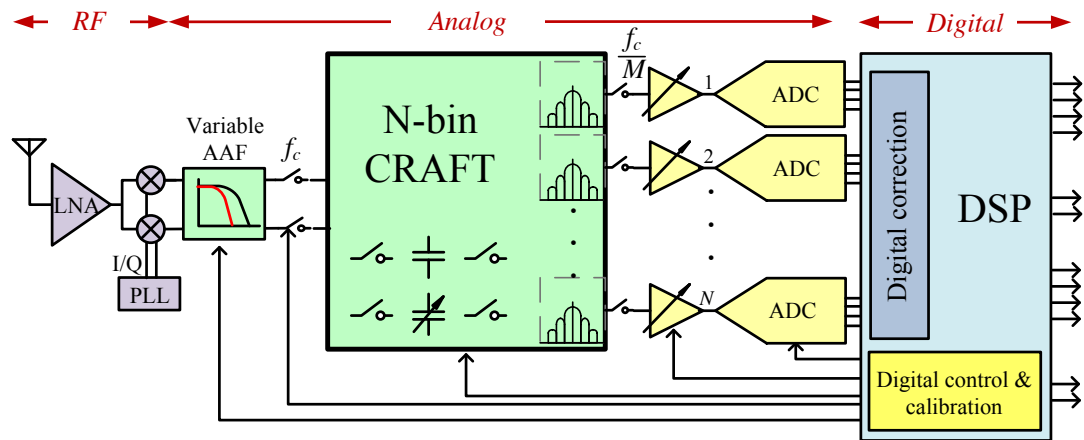 RF
Analog
Digital
f_c
M
1
ADC
N-bin
CRAFT
Variable
AAF
f_c
2
ADC
LNA
I/Q
PLL
N
ADC
Digital correction
DSP
Digital control &
calibration